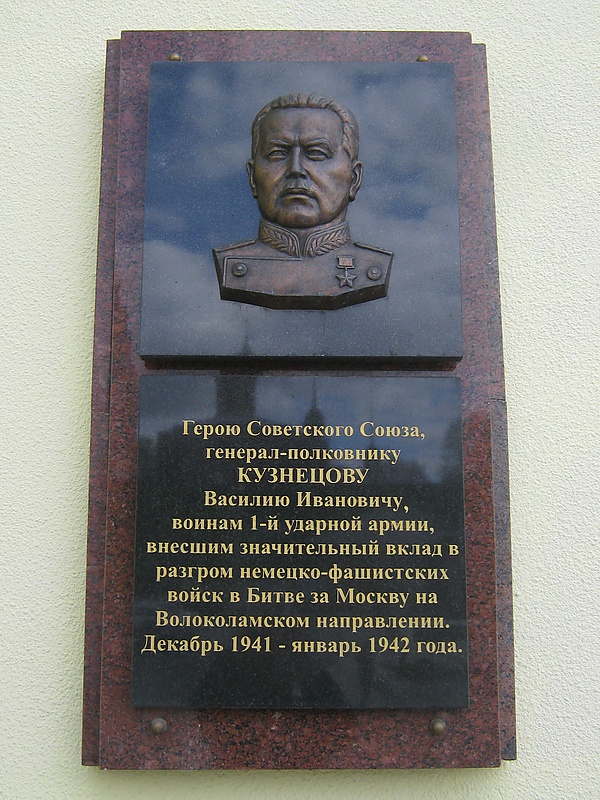 Герою Советского Союза,
генерал-полковнику
КУЗНЕЦОВУ
Василию Ивановичу,
воинам 1-й ударной армии,
внесшим значительный вклад в
разгром немецко-фашистских
войск в Битве за Москву на
Волоколамском направлении.
Декабрь 1941 - январь 1942 года.